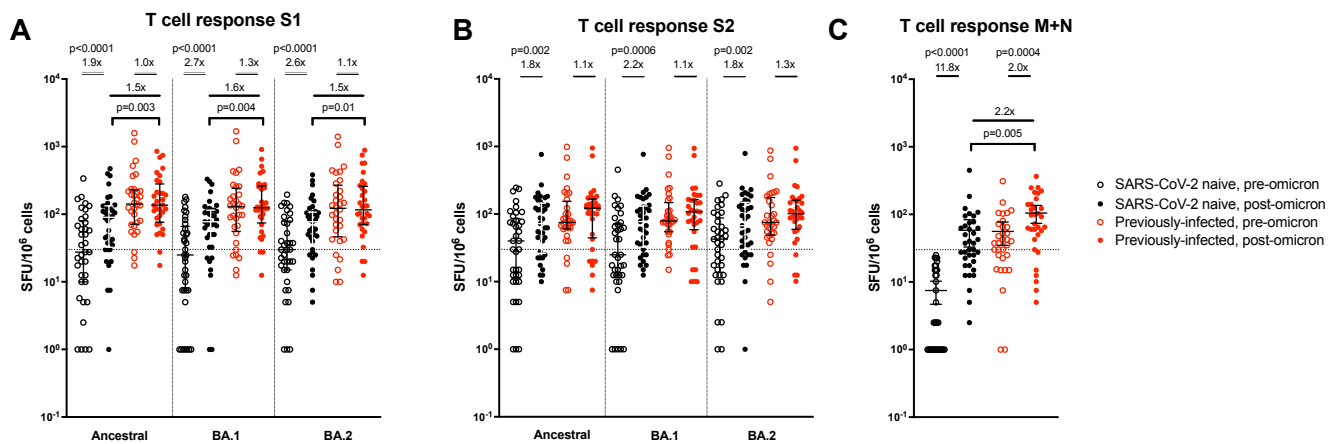 A
T cell response S1
p<0.0001
p<0.0001
p<0.0001
1.9x
1.0x
2.7x
1.3x
2.6x
1.1x
1.5x
1.6x
1.5x
p=0.003
p=0.004
p=0.01
SFU/10⁶ cells
10⁴
10³
10²
10¹
10⁰
10⁻¹
Ancestral
BA.1
BA.2
B
T cell response S2
p=0.002
p=0.0006
p=0.002
1.8x
1.1x
2.2x
1.1x
1.8x
1.3x
SFU/10⁶ cells
10⁴
10³
10²
10¹
10⁰
10⁻¹
Ancestral
BA.1
BA.2
C
T cell response M+N
p<0.0001
p=0.0004
11.8x
2.0x
2.2x
p=0.005
SFU/10⁶ cells
10⁴
10³
10²
10¹
10⁰
10⁻¹
SARS-CoV-2 naive, pre-omicron
SARS-CoV-2 naive, post-omicron
Previously-infected, pre-omicron
Previously-infected, post-omicron